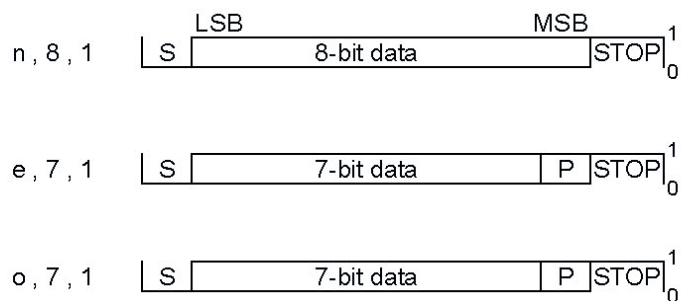 LSB MSB
n , 8 , 1 S 8-bit data STOP 1 0
e , 7 , 1 S 7-bit data P STOP 1 0
o , 7 , 1 S 7-bit data P STOP 1 0